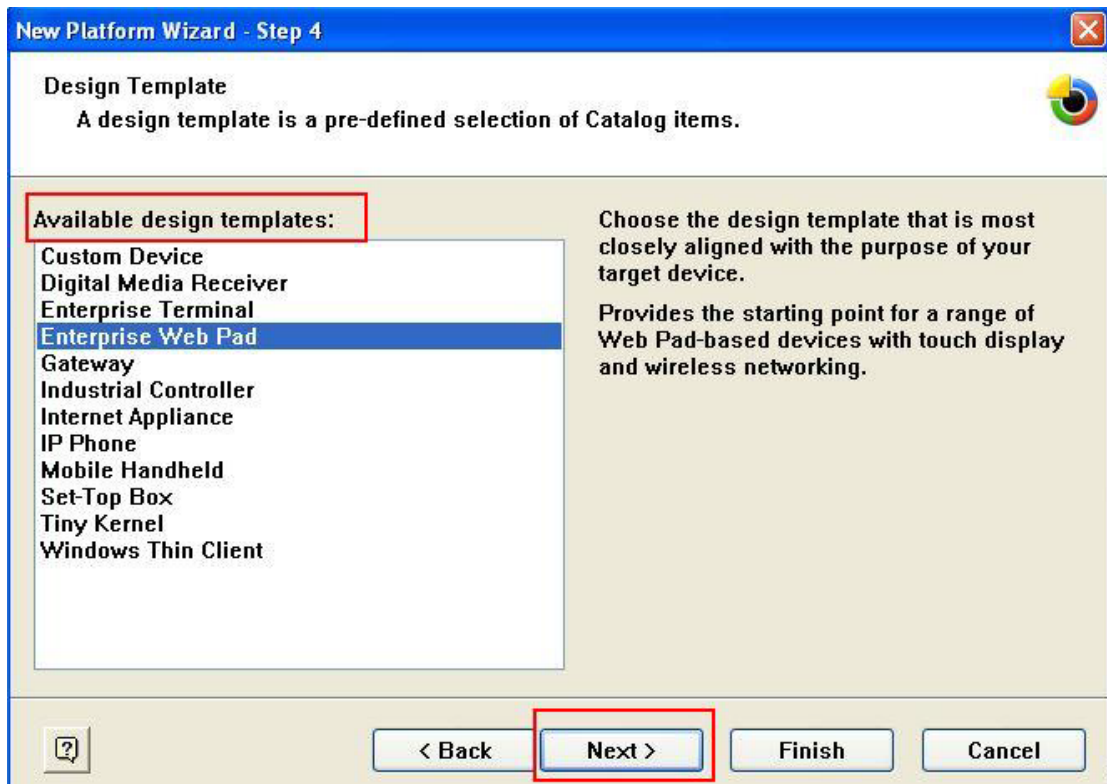 New Platform Wizard - Step 4
Design Template
A design template is a pre-defined selection of Catalog items.
Available design templates:
Custom Device
Digital Media Receiver
Enterprise Terminal
Enterprise Web Pad
Gateway
Industrial Controller
Internet Appliance
IP Phone
Mobile Handheld
Set-Top Box
Tiny Kernel
Windows Thin Client
Choose the design template that is most
closely aligned with the purpose of your
target device.
Provides the starting point for a range of
Web Pad-based devices with touch display
and wireless networking.
?
< Back
Next >
Finish
Cancel